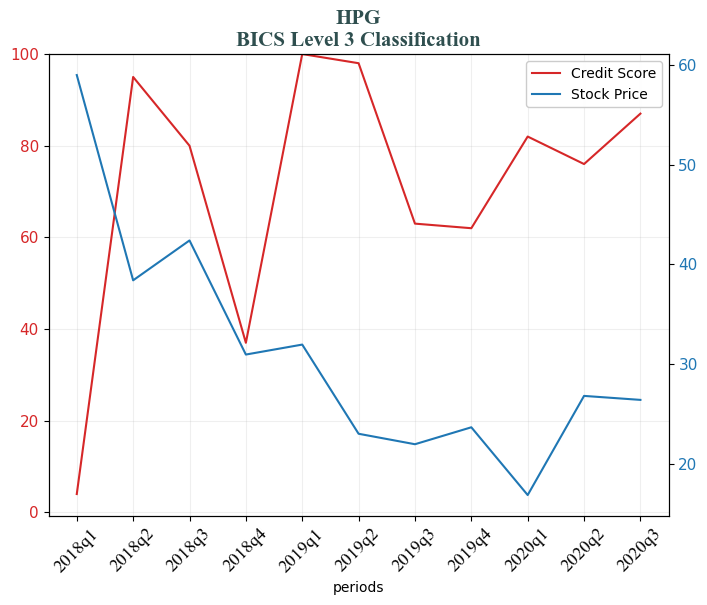 HPG
BICS Level 3 Classification
Credit Score
Stock Price
100
80
60
40
20
0
60
50
40
30
20
2018q1
2018q2
2018q3
2018q4
2019q1
2019q2
2019q3
2019q4
2020q1
2020q2
2020q3
periods